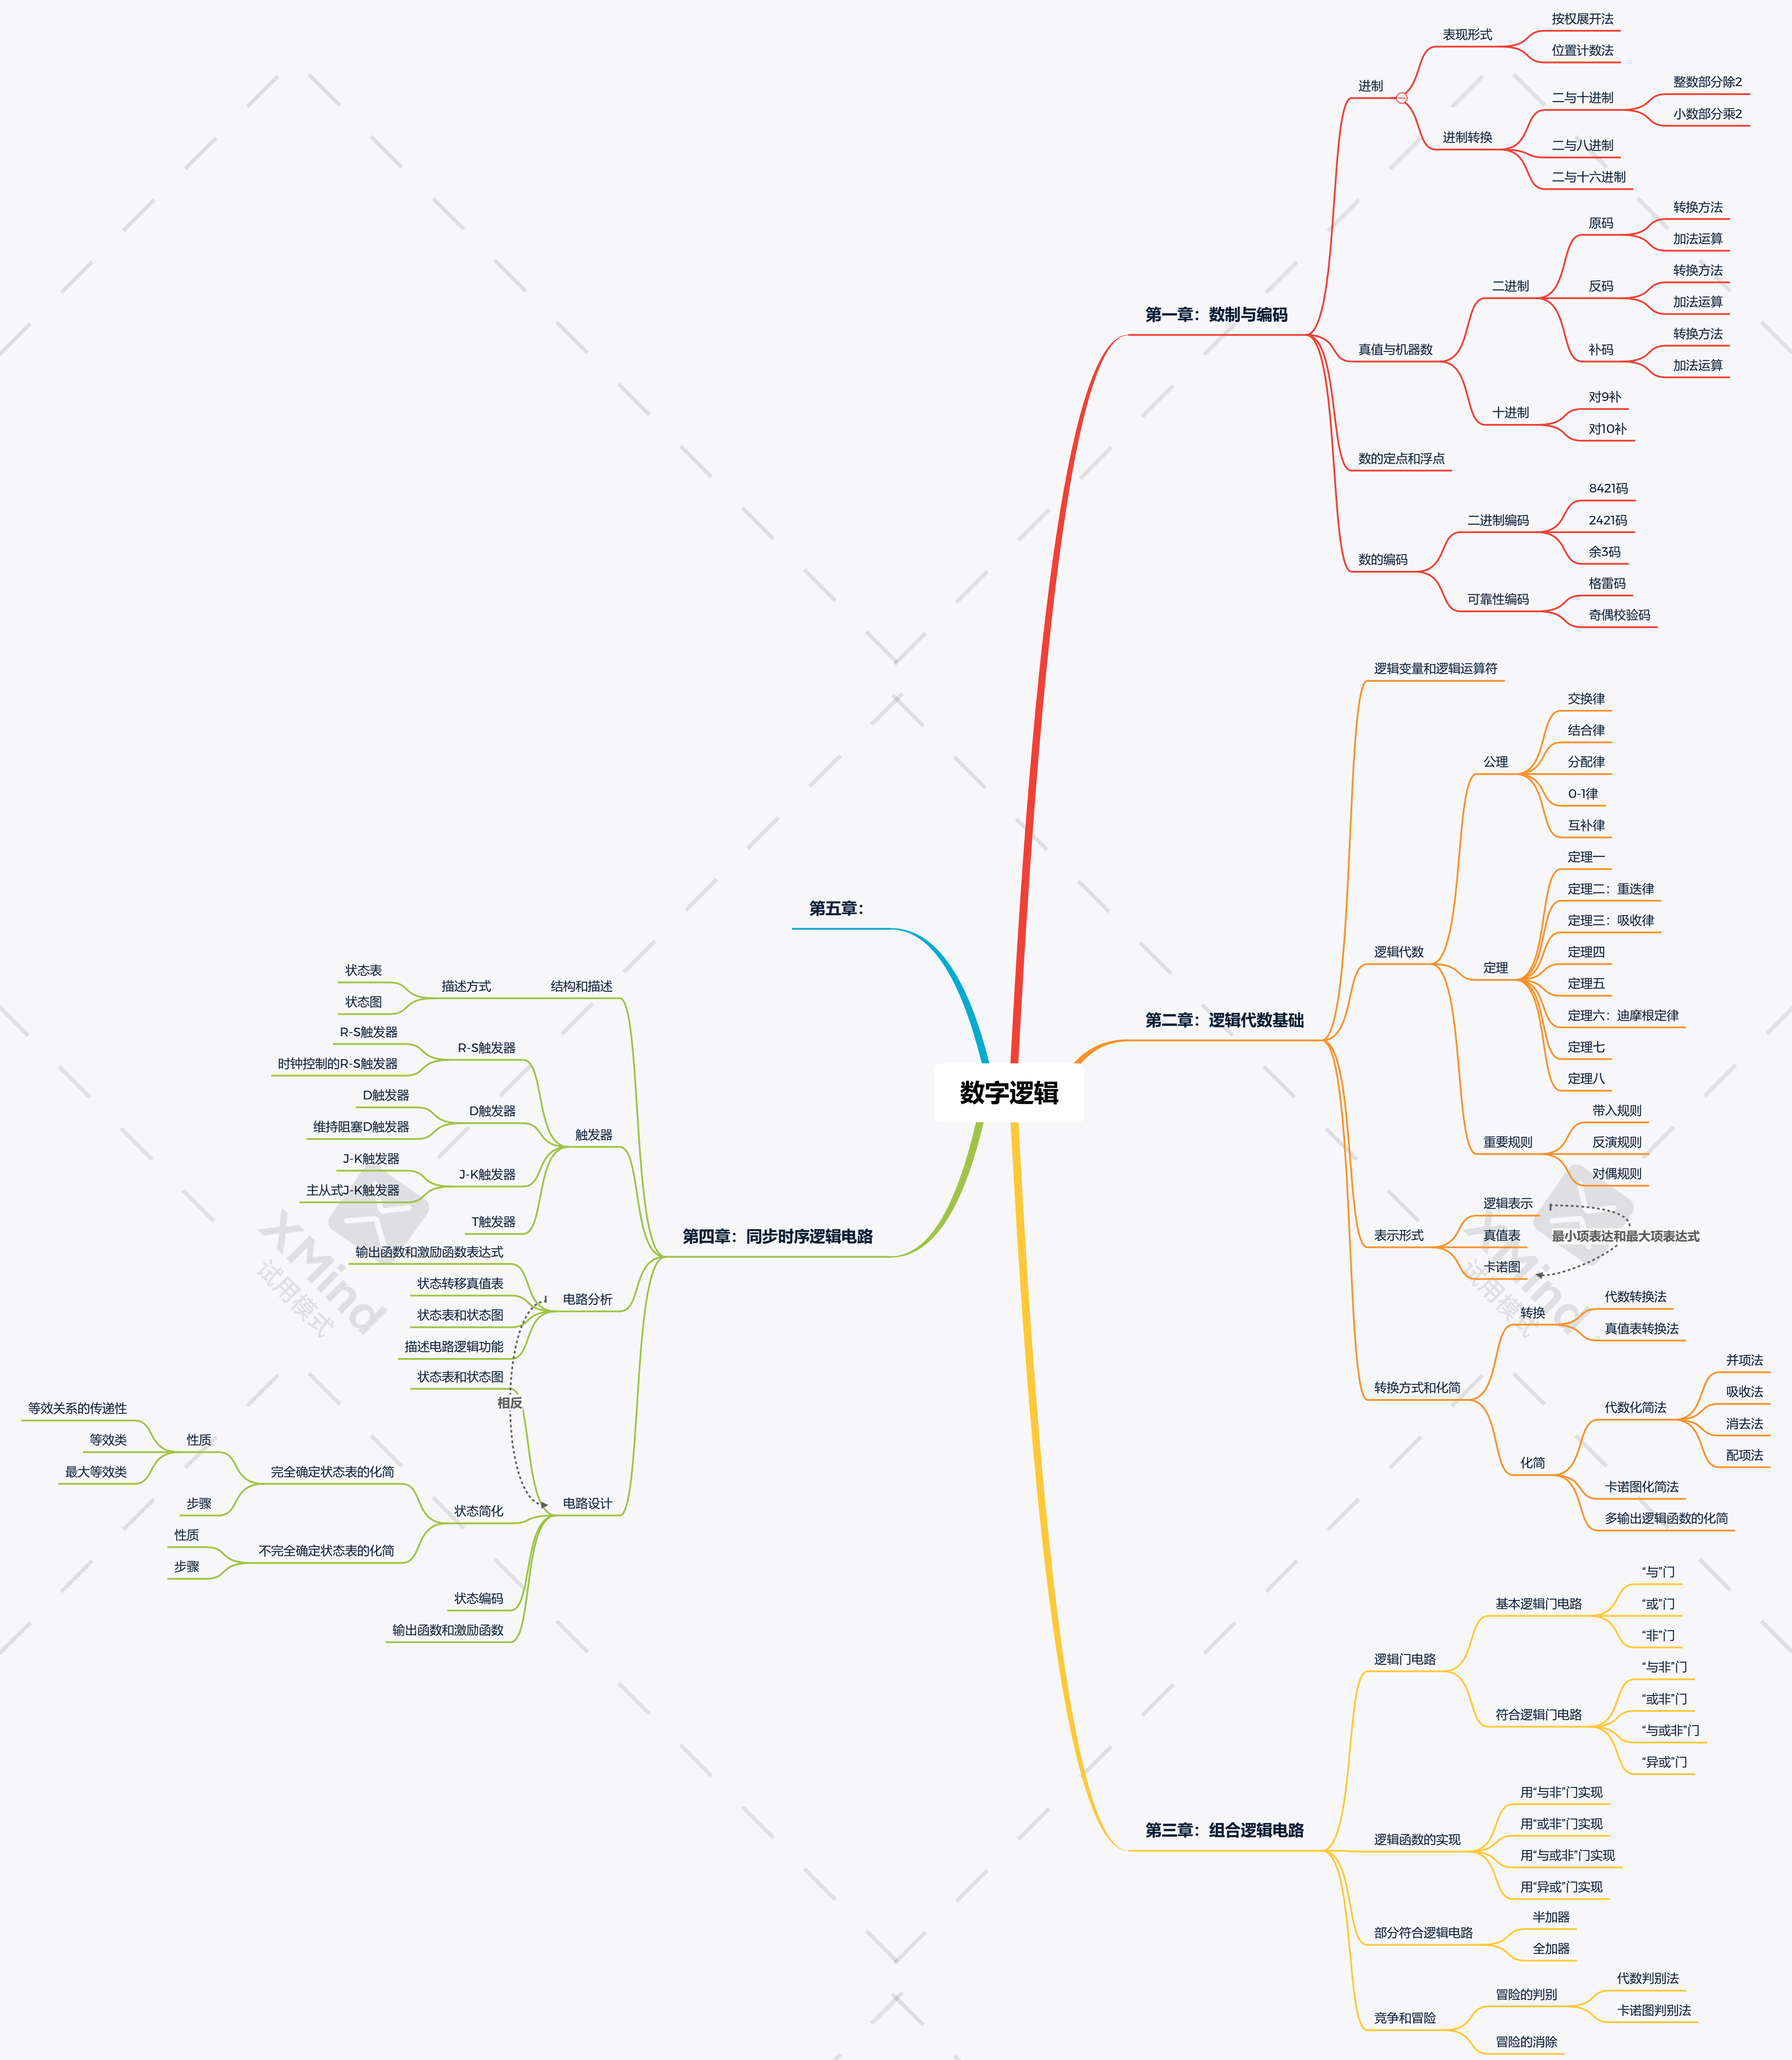 数字逻辑
第一章：数制与编码
进制
表现形式
按权展开法
位置计数法
进制转换
二与十进制
整数部分除2
小数部分乘2
二与八进制
二与十六进制
真值与机器数
二进制
原码
转换方法
加法运算
反码
转换方法
加法运算
补码
转换方法
加法运算
十进制
对9补
对10补
数的定点和浮点
数的编码
二进制编码
8421码
2421码
余3码
可靠性编码
格雷码
奇偶校验码
第二章：逻辑代数基础
逻辑变量和逻辑运算符
逻辑代数
公理
交换律
结合律
分配律
0-1律
互补律
定理
定理一
定理二：重迭律
定理三：吸收律
定理四
定理五
定理六：迪摩根定律
定理七
定理八
重要规则
带入规则
反演规则
对偶规则
表示形式
逻辑表示
真值表
卡诺图
最小项表达和最大项表达式
转换方式和化简
转换
代数转换法
真值表转换法
化简
代数化简法
并项法
吸收法
消去法
配项法
卡诺图化简法
多输出逻辑函数的化简
第三章：组合逻辑电路
逻辑门电路
基本逻辑门电路
“与”门
“或”门
“非”门
符合逻辑门电路
“与非”门
“或非”门
“与或非”门
“异或”门
逻辑函数的实现
用“与非”门实现
用“或非”门实现
用“与或非”门实现
用“异或”门实现
部分符合逻辑电路
半加器
全加器
竞争和冒险
冒险的判别
代数判别法
卡诺图判别法
冒险的消除
第四章：同步时序逻辑电路
结构和描述
描述方式
状态表
状态图
触发器
R-S触发器
R-S触发器
时钟控制的R-S触发器
D触发器
D触发器
维持阻塞D触发器
J-K触发器
J-K触发器
主从式J-K触发器
T触发器
电路分析
输出函数和激励函数表达式
状态转移真值表
状态表和状态图
描述电路逻辑功能
相反
电路设计
状态表和状态图
状态简化
完全确定状态表的化简
性质
等效关系的传递性
等效类
最大等效类
步骤
不完全确定状态表的化简
性质
步骤
状态编码
输出函数和激励函数
第五章：
XMind
试用模式
XMind
试用模式